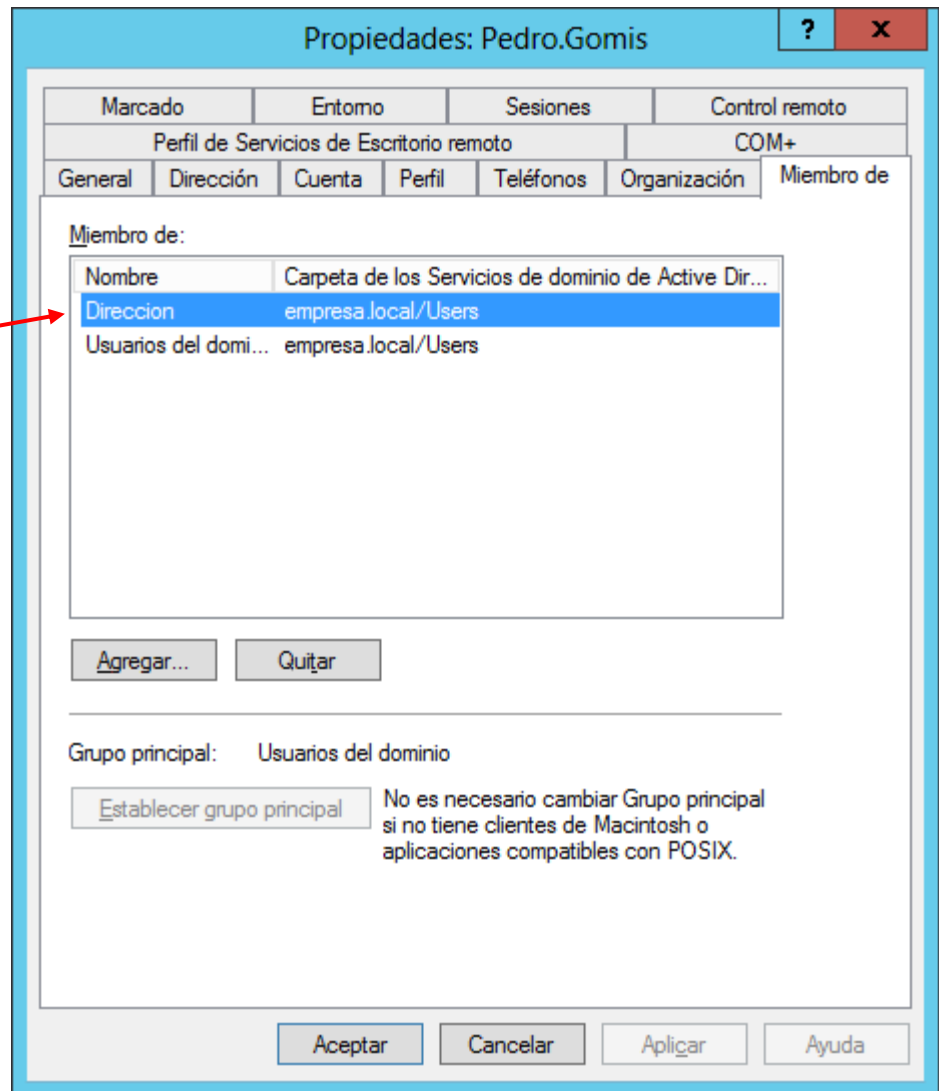 Propiedades: Pedro.Gomis
?
x
Marcado Entorno Sesiones Control remoto
Perfil de Servicios de Escritorio remoto COM+
General Dirección Cuenta Perfil Teléfonos Organización Miembro de
Miembro de:
Nombre Carpeta de los Servicios de dominio de Active Dir...
Direccion empresa.local/Users
Usuarios del domi... empresa.local/Users
Agregar... Quitar
Grupo principal: Usuarios del dominio
Establecer grupo principal
No es necesario cambiar Grupo principal
si no tiene clientes de Macintosh o
aplicaciones compatibles con POSIX.
Aceptar Cancelar Aplicar Ayuda